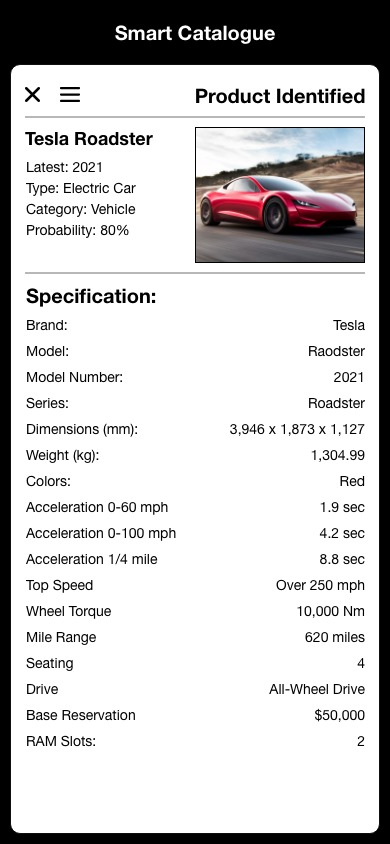 Smart Catalogue
Product Identified
Tesla Roadster
Latest: 2021
Type: Electric Car
Category: Vehicle
Probability: 80%
Specification:
Brand: Tesla
Model: Raodster
Model Number: 2021
Series: Roadster
Dimensions (mm): 3,946 x 1,873 x 1,127
Weight (kg): 1,304.99
Colors: Red
Acceleration 0-60 mph 1.9 sec
Acceleration 0-100 mph 4.2 sec
Acceleration 1/4 mile 8.8 sec
Top Speed Over 250 mph
Wheel Torque 10,000 Nm
Mile Range 620 miles
Seating 4
Drive All-Wheel Drive
Base Reservation $50,000
RAM Slots: 2